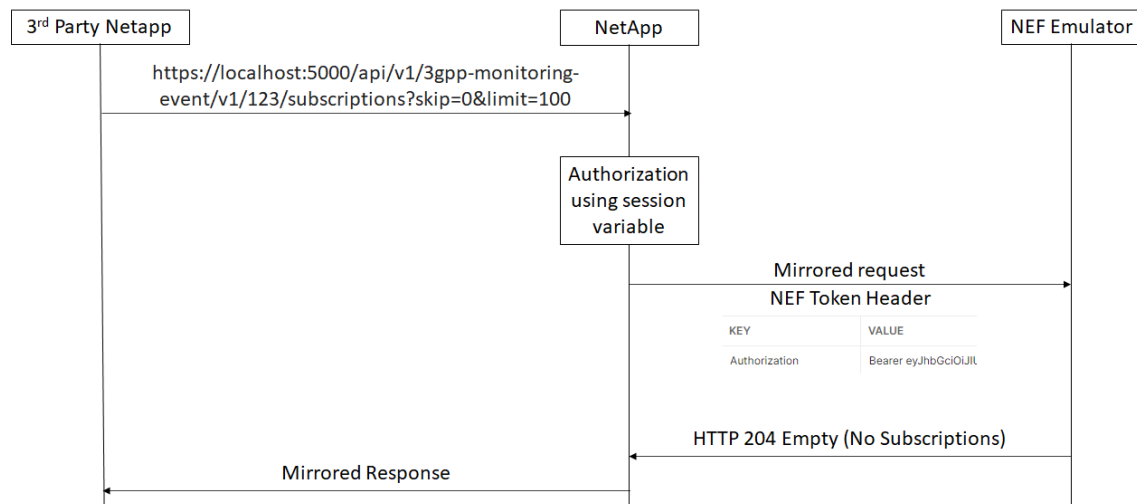 3rd Party Netapp
NetApp
NEF Emulator
https://localhost:5000/api/v1/3gpp-monitoring-
event/v1/123/subscriptions?skip=0&limit=100
Authorization
using session
variable
Mirrored request
NEF Token Header
KEY VALUE
Authorization Bearer eyJhbGciOiJIU
HTTP 204 Empty (No Subscriptions)
Mirrored Response